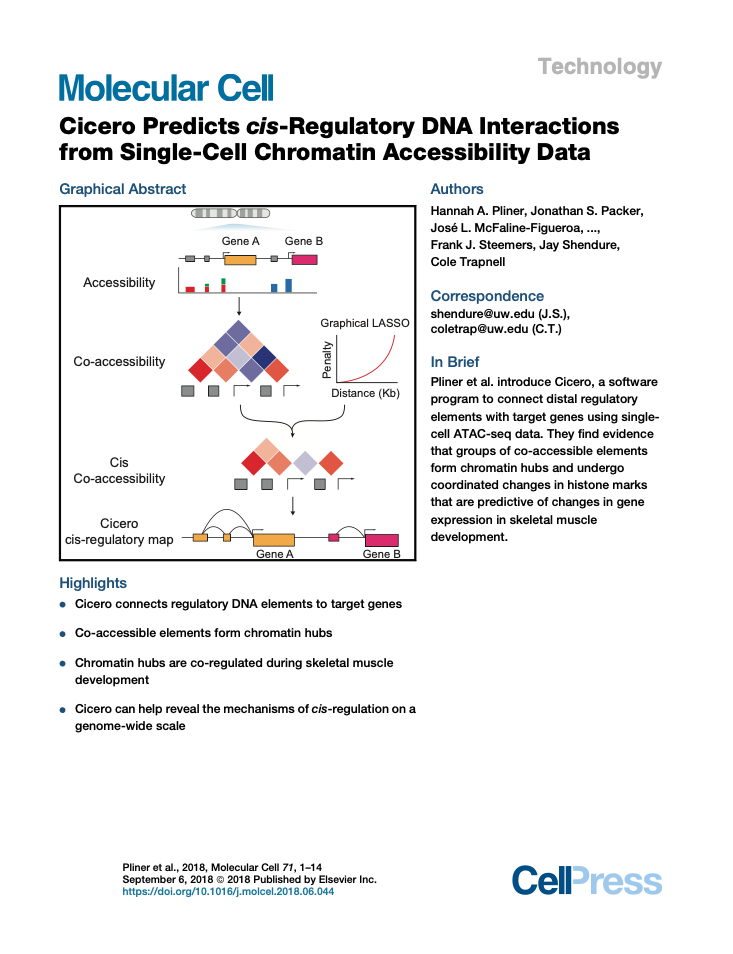 Technology
Molecular Cell
Cicero Predicts cis-Regulatory DNA Interactions
from Single-Cell Chromatin Accessibility Data
Graphical Abstract
Gene A
Gene B
Accessibility
Co-accessibility
Graphical LASSO
Penalty
Distance (Kb)
Cis
Co-accessibility
Cicero
cis-regulatory map
Gene A
Gene B
Highlights
● Cicero connects regulatory DNA elements to target genes
● Co-accessible elements form chromatin hubs
● Chromatin hubs are co-regulated during skeletal muscle
development
● Cicero can help reveal the mechanisms of cis-regulation on a
genome-wide scale
Authors
Hannah A. Pliner, Jonathan S. Packer,
José L. McFaline-Figueroa, ...,
Frank J. Steemers, Jay Shendure,
Cole Trapnell
Correspondence
shendure@uw.edu (J.S.),
coletrap@uw.edu (C.T.)
In Brief
Pliner et al. introduce Cicero, a software
program to connect distal regulatory
elements with target genes using single-
cell ATAC-seq data. They find evidence
that groups of co-accessible elements
form chromatin hubs and undergo
coordinated changes in histone marks
that are predictive of changes in gene
expression in skeletal muscle
development.
Pliner et al., 2018, Molecular Cell 71, 1–14
September 6, 2018 © 2018 Published by Elsevier Inc.
https://doi.org/10.1016/j.molcel.2018.06.044
CellPress